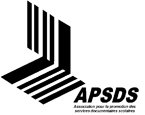 APSDS
Association pour la promotion des
services documentaires scolaires